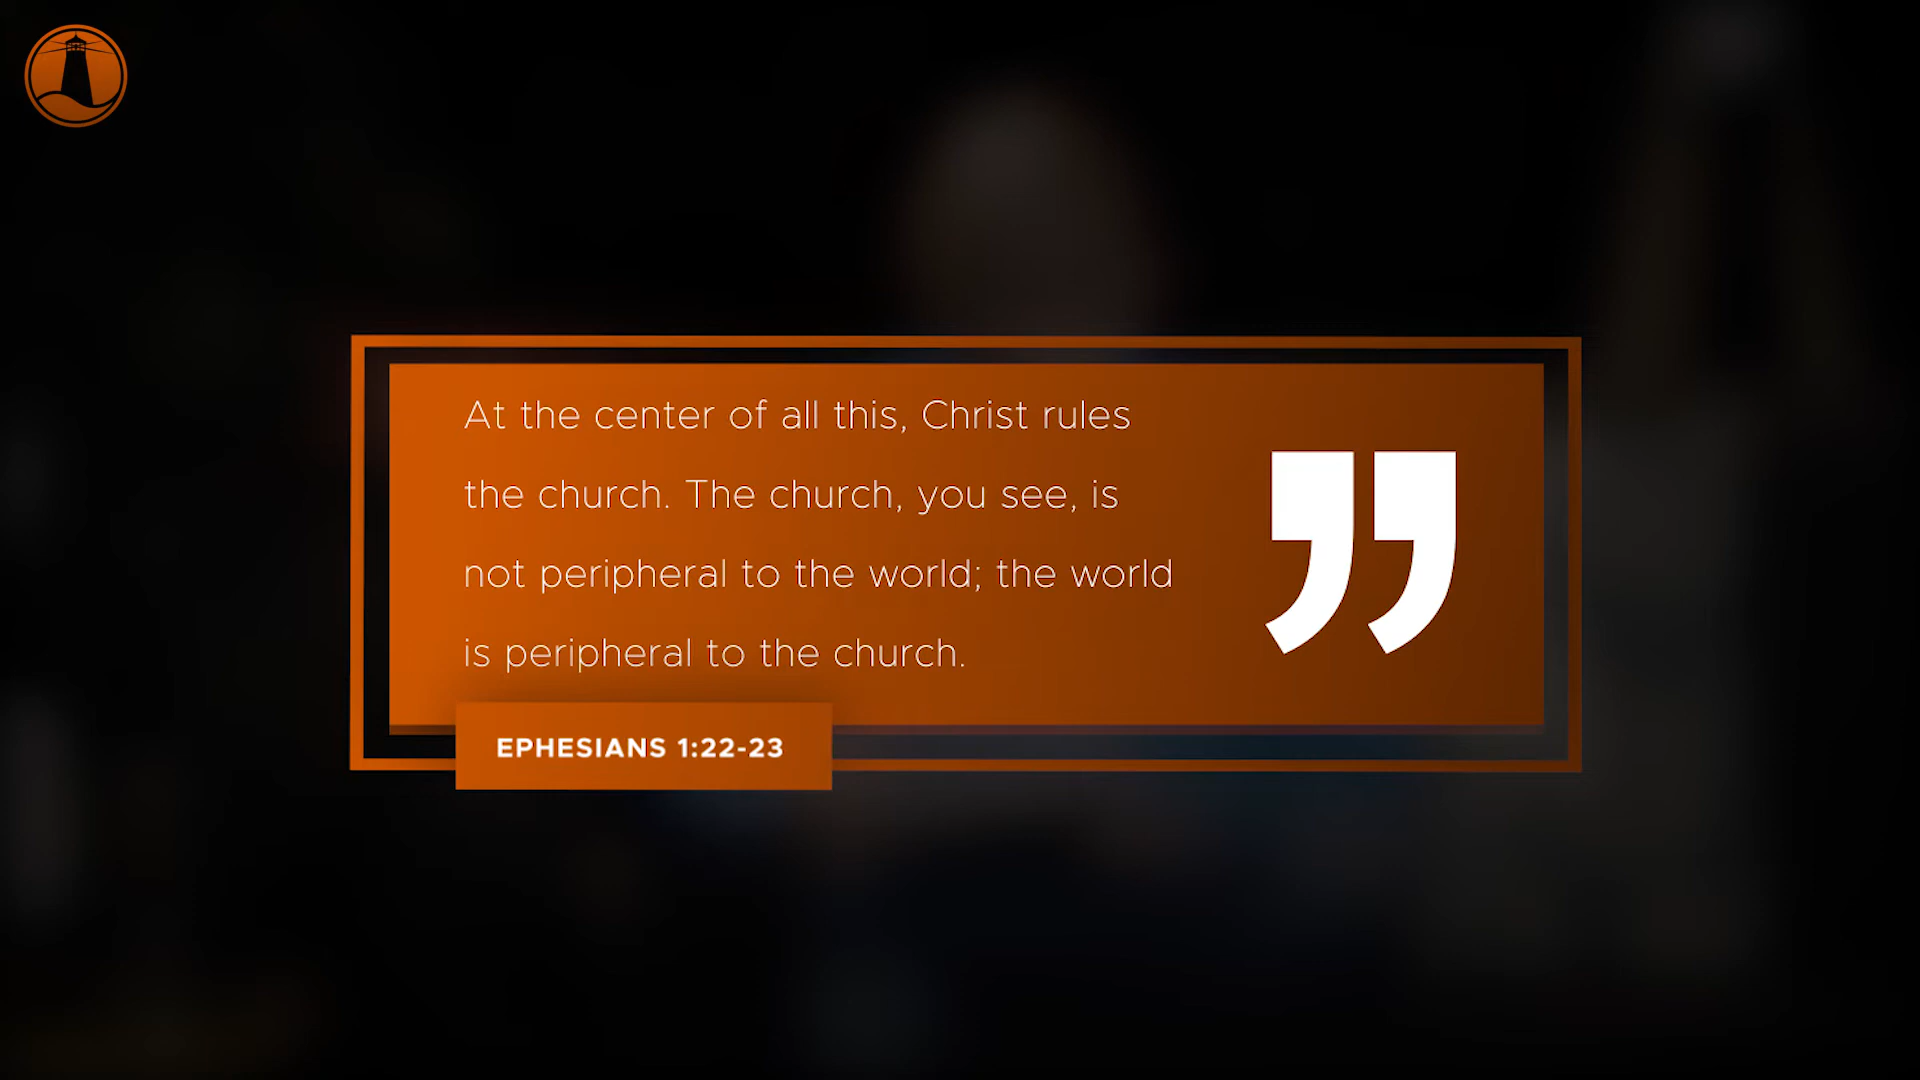 At the center of all this, Christ rules
the church. The church, you see, is
not peripheral to the world; the world
is peripheral to the church.
EPHESIANS 1:22-23